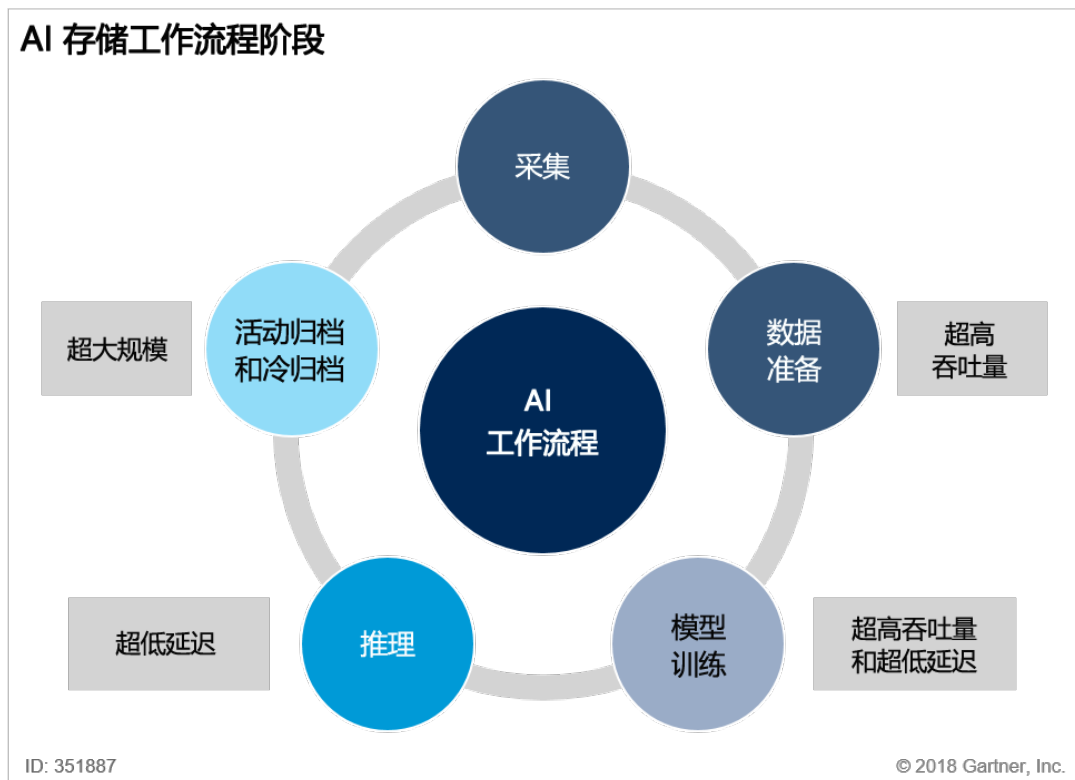 AI 存储工作流程阶段
采集
活动归档
和冷归档
超大规模
数据
准备
超高
吞吐量
AI
工作流程
超低延迟
推理
模型
训练
超高吞吐量
和超低延迟
ID: 351887
© 2018 Gartner, Inc.